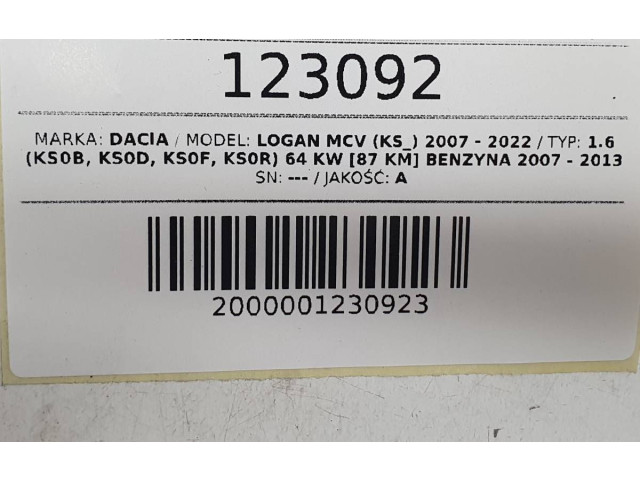 123092
MARKA: DACIA / MODEL: LOGAN MCV (KS_) 2007 - 2022 / TYP: 1.6
(KS0B, KS0D, KS0F, KS0R) 64 KW [87 KM] BENZYNA 2007 - 2013
SN: --- / JAKOŚĆ: A
2000001230923